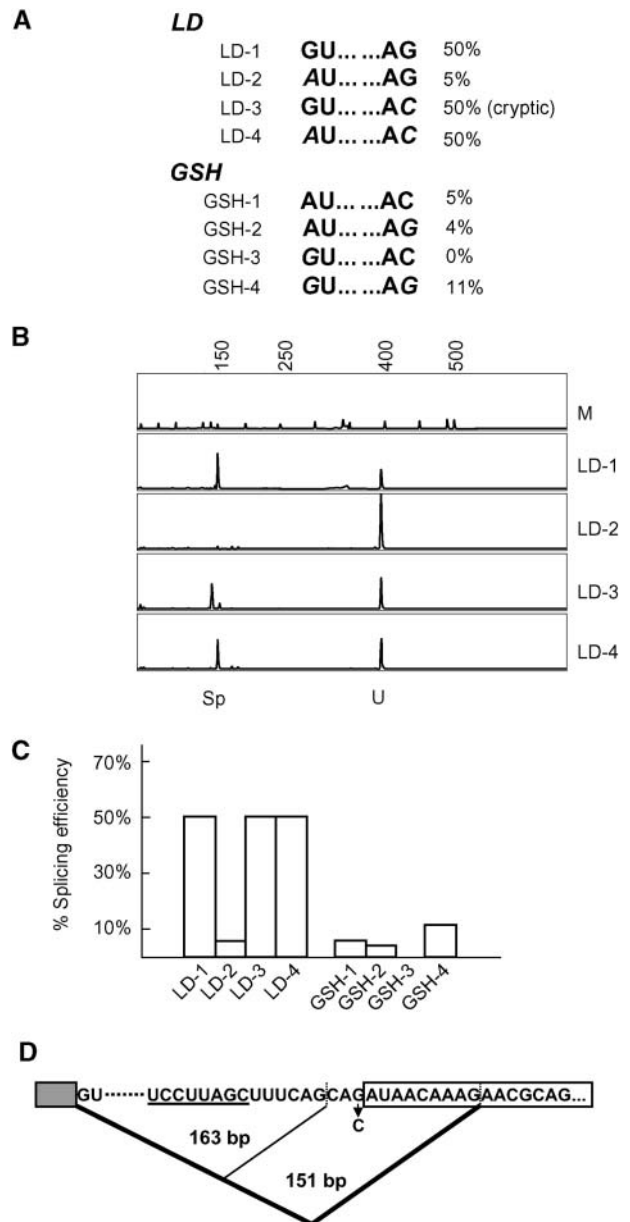 A
LD
LD-1 GU... ...AG 50%
LD-2 AU... ...AG 5%
LD-3 GU... ...AC 50% (cryptic)
LD-4 AU... ...AC 50%
GSH
GSH-1 AU... ...AC 5%
GSH-2 AU... ...AG 4%
GSH-3 GU... ...AC 0%
GSH-4 GU... ...AG 11%
B
150 250 400 500
M
LD-1
LD-2
LD-3
LD-4
Sp U
C
% Splicing efficiency
70%
50%
30%
10%
LD-1 LD-2 LD-3 LD-4 GSH-1 GSH-2 GSH-3 GSH-4
D
GU······UCCUUAGCUUUCAGCAGAUAACAAAGAACGCAG...
C
163 bp
151 bp